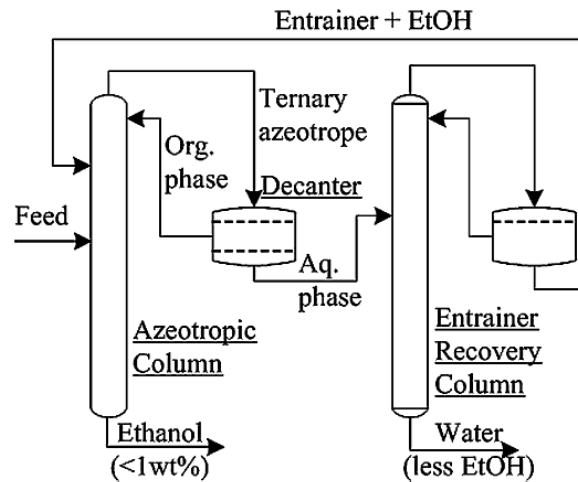 Entrainer + EtOH
Ternary
azeotrope
Org.
phase
Decanter
Feed
Aq.
phase
Azeotropic
Column
Entrainer
Recovery
Column
Ethanol
(<1wt%)
Water
(less EtOH)